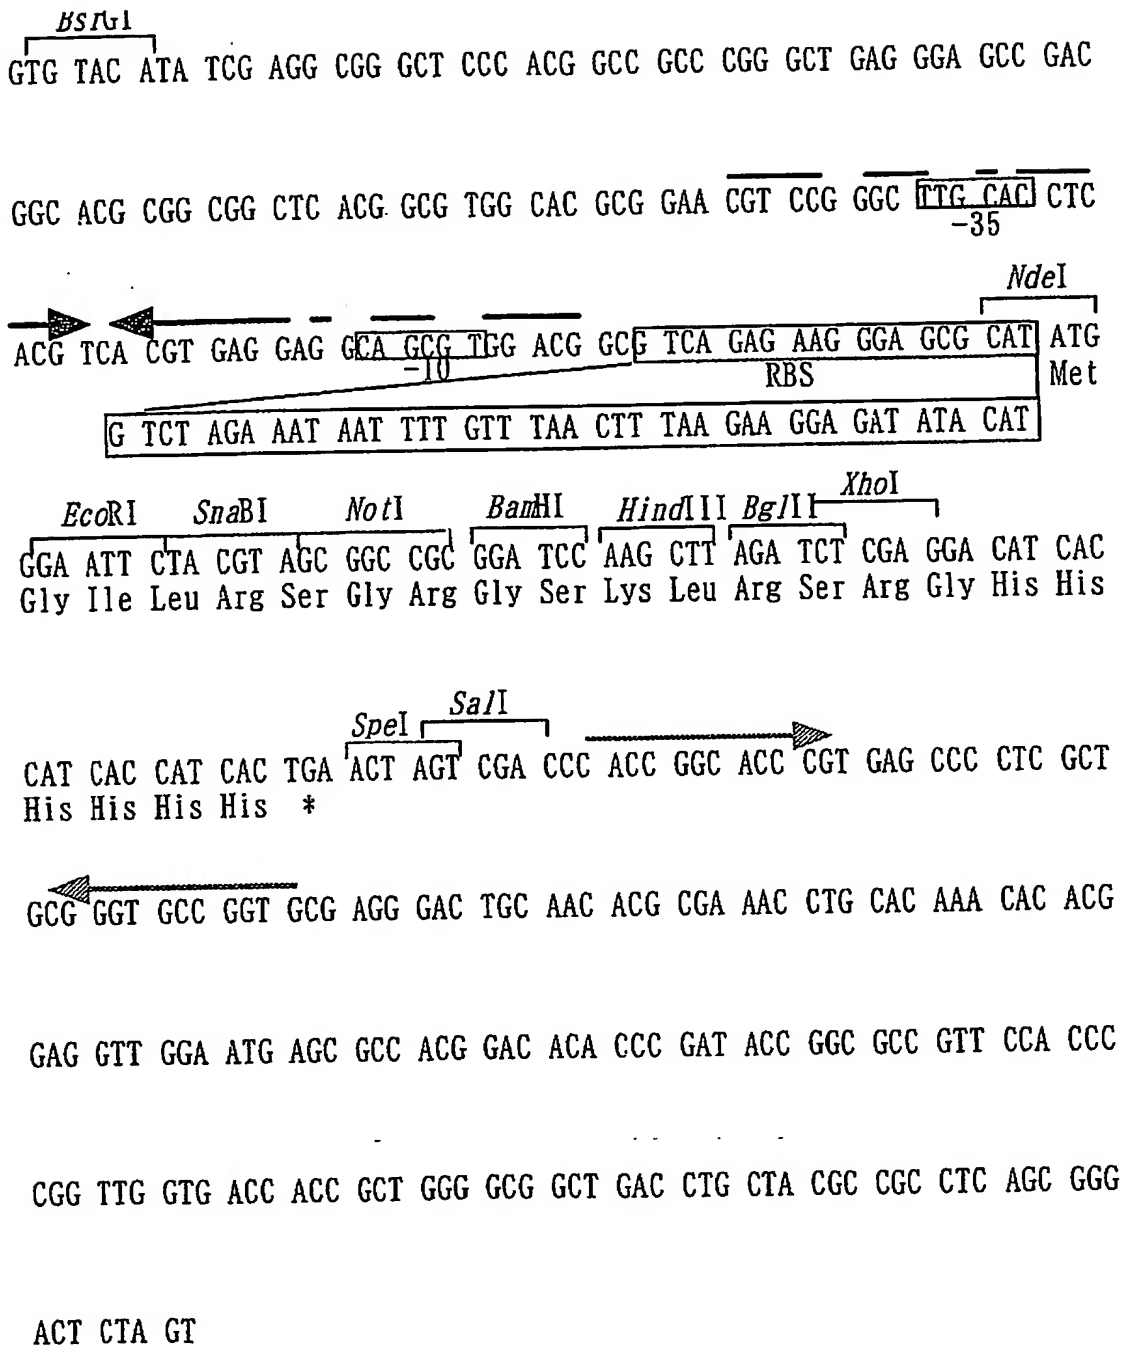 BsrGI
GTG TAC ATA TCG AGG CGG GCT CCC ACG GCC GCC CGG GCT GAG GGA GCC GAC
GGC ACG CGG CGG CTC ACG GCG TGG CAC GCG GAA CGT CCG GGC TTG CAC CTC
-35
NdeI
ACG TCA CGT GAG GAG GCA GCG TGG ACG GCG TCA GAG AAG GGA GCG CAT ATG
-10 RBS Met
G TCT AGA AAT AAT TTT GTT TAA CTT TAA GAA GGA GAT ATA CAT
EcoRI SnaBI NotI BamHI HindIII BglII XhoI
GGA ATT CTA CGT AGC GGC CGC GGA TCC AAG CTT AGA TCT CGA GGA CAT CAC
Gly Ile Leu Arg Ser Gly Arg Gly Ser Lys Leu Arg Ser Arg Gly His His
SpeI SalI
CAT CAC CAT CAC TGA ACT AGT CGA CCC ACC GGC ACC CGT GAG CCC CTC GCT
His His His His *
GCG GGT GCC GGT GCG AGG GAC TGC AAC ACG CGA AAC CTG CAC AAA CAC ACG
GAG GTT GGA ATG AGC GCC ACG GAC ACA CCC GAT ACC GGC GCC GTT CCA CCC
CGG TTG GTG ACC ACC GCT GGG GCG GCT GAC CTG CTA CGC CGC CTC AGC GGG
ACT CTA GT